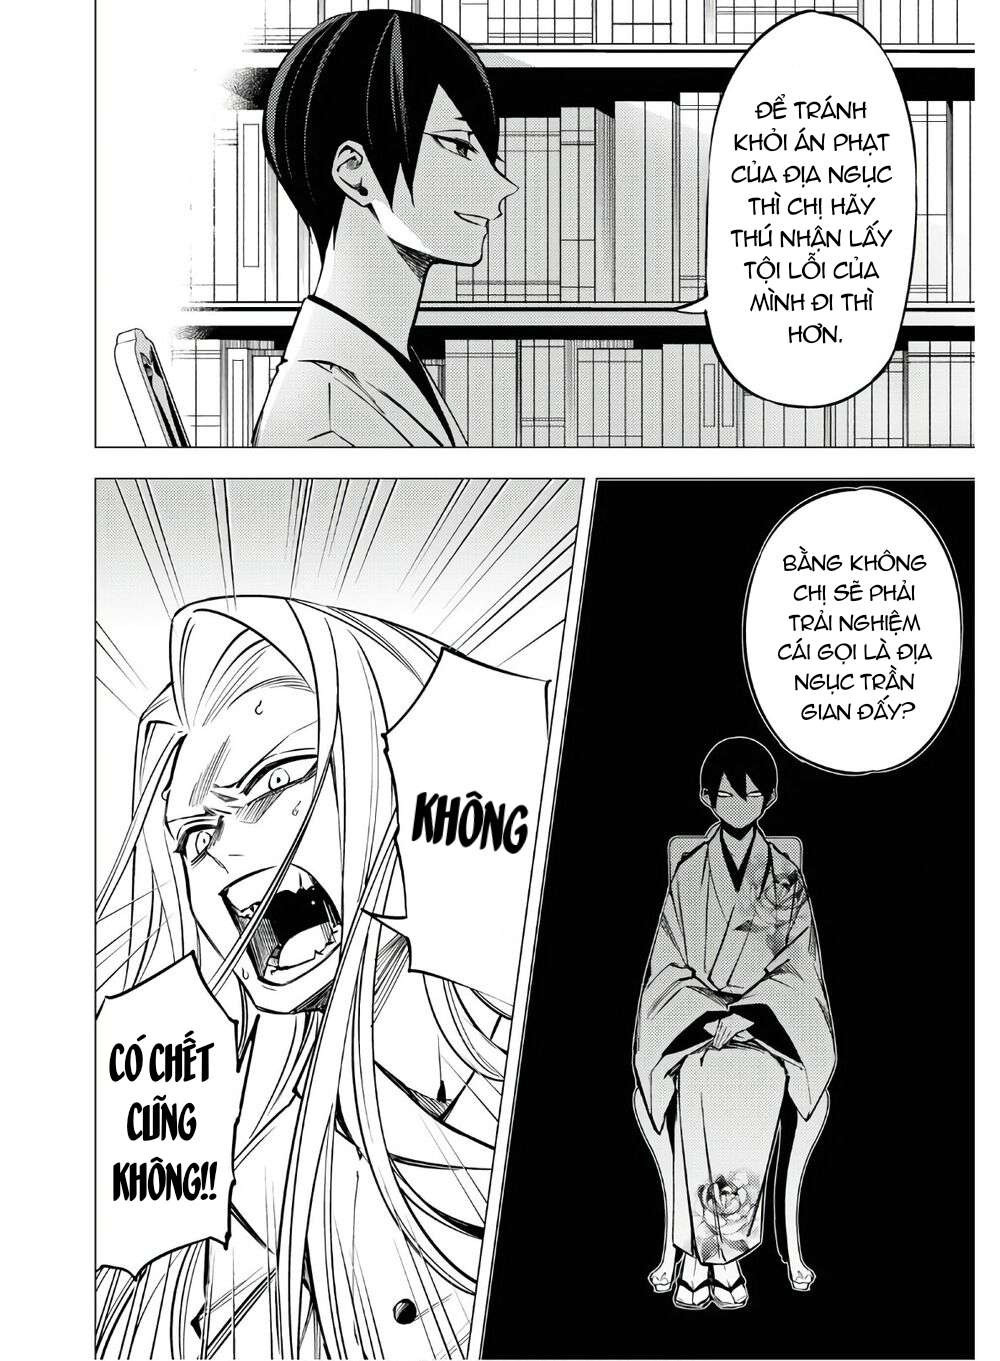 ĐỂ TRÁNH
KHỎI ÁN PHẠT
CỦA ĐỊA NGỤC
THÌ CHỊ HÃY
THÚ NHẬN LẤY
TỘI LỖI CỦA
MÌNH ĐI THÌ
HƠN.
BẰNG KHÔNG
CHỊ SẼ PHẢI
TRẢI NGHIỆM
CÁI GỌI LÀ ĐỊA
NGỤC TRẦN
GIAN ĐẤY?
KHÔNG
CÓ CHẾT
CŨNG
KHÔNG!!